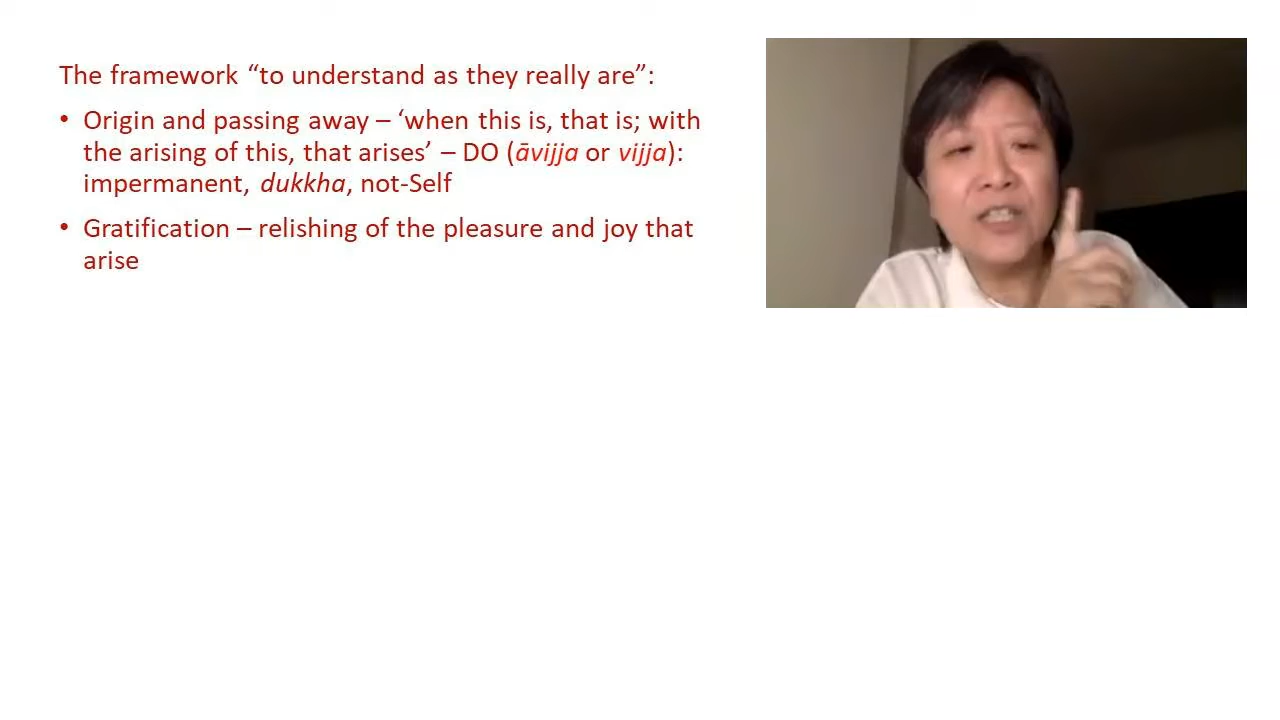 The framework “to understand as they really are”:
• Origin and passing away – ‘when this is, that is; with
the arising of this, that arises’ – DO (āvijja or vijja):
impermanent, dukkha, not-Self
• Gratification – relishing of the pleasure and joy that
arise